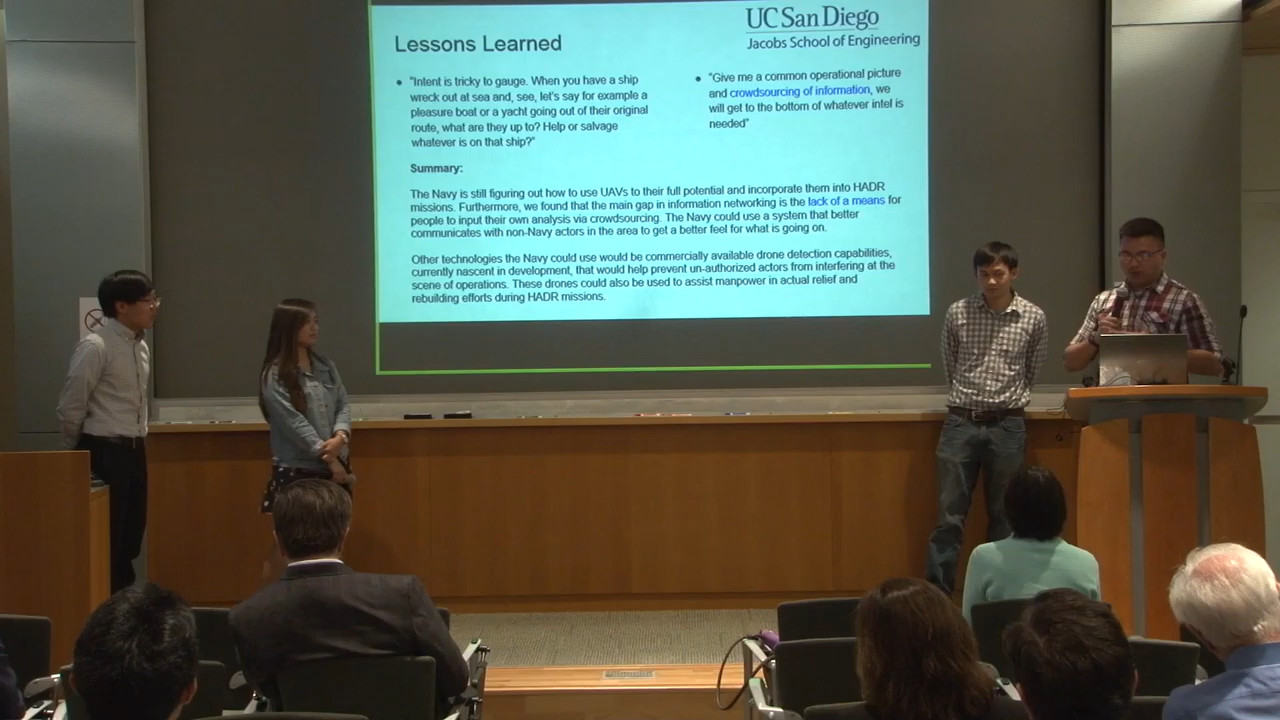 UC San Diego
Jacobs School of Engineering
Lessons Learned
• "Intent is tricky to gauge. When you have a ship
wreck out at sea and, see, let's say for example a
pleasure boat or a yacht going out of their original
route, what are they up to? Help or salvage
whatever is on that ship?"
• "Give me a common operational picture
and crowdsourcing of information, we
will get to the bottom of whatever intel is
needed"
Summary:
The Navy is still figuring out how to use UAVs to their full potential and incorporate them into HADR
missions. Furthermore, we found that the main gap in information networking is the lack of a means for
people to input their own analysis via crowdsourcing. The Navy could use a system that better
communicates with non-Navy actors in the area to get a better feel for what is going on.
Other technologies the Navy could use would be commercially available drone detection capabilities,
currently nascent in development, that would help prevent un-authorized actors from interfering at the
scene of operations. These drones could also be used to assist manpower in actual relief and
rebuilding efforts during HADR missions.